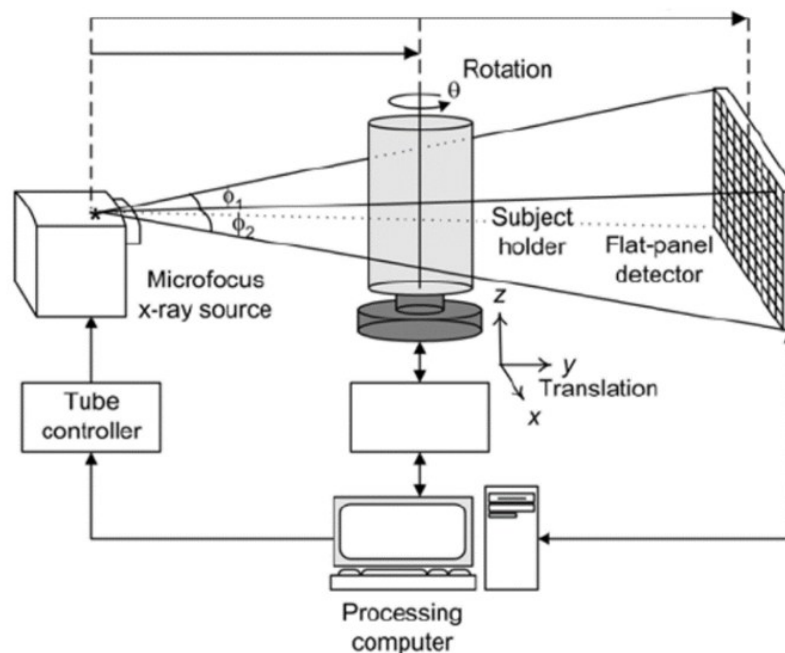 Rotation
θ
ϕ1
ϕ2
Subject
holder
Flat-panel
detector
Microfocus
x-ray source
z
y
Translation
x
Tube
controller
Processing
computer